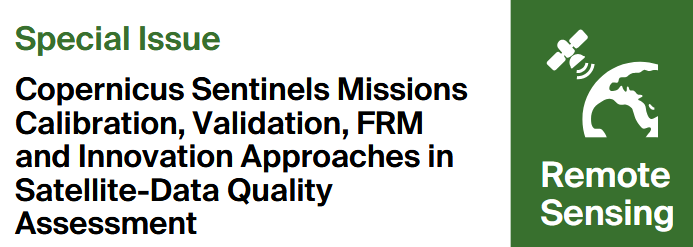 Special Issue
Copernicus Sentinels Missions
Calibration, Validation, FRM
and Innovation Approaches in
Satellite-Data Quality
Assessment
Remote
Sensing